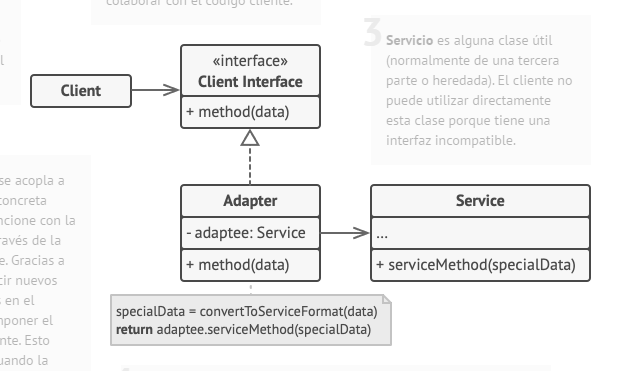 colaborar con el código cliente.
l
3
Servicio es alguna clase útil
(normalmente de una tercera
parte o heredada). El cliente no
puede utilizar directamente
esta clase porque tiene una
interfaz incompatible.
«interface»
Client Interface
+ method(data)
Client
se acopla a
concreta
ncione con la
ravés de la
e. Gracias a
cir nuevos
s en el
mponer el
nte. Esto
uando la
Adapter
- adaptee: Service
+ method(data)
Service
...
+ serviceMethod(specialData)
specialData = convertToServiceFormat(data)
return adaptee.serviceMethod(specialData)